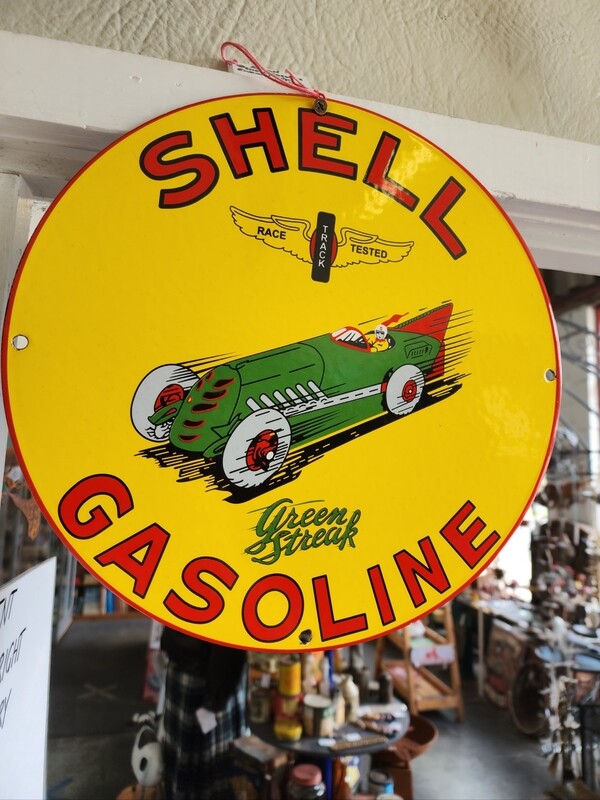 SHELL
RACE TRACK TESTED
Green
Streak
GASOLINE